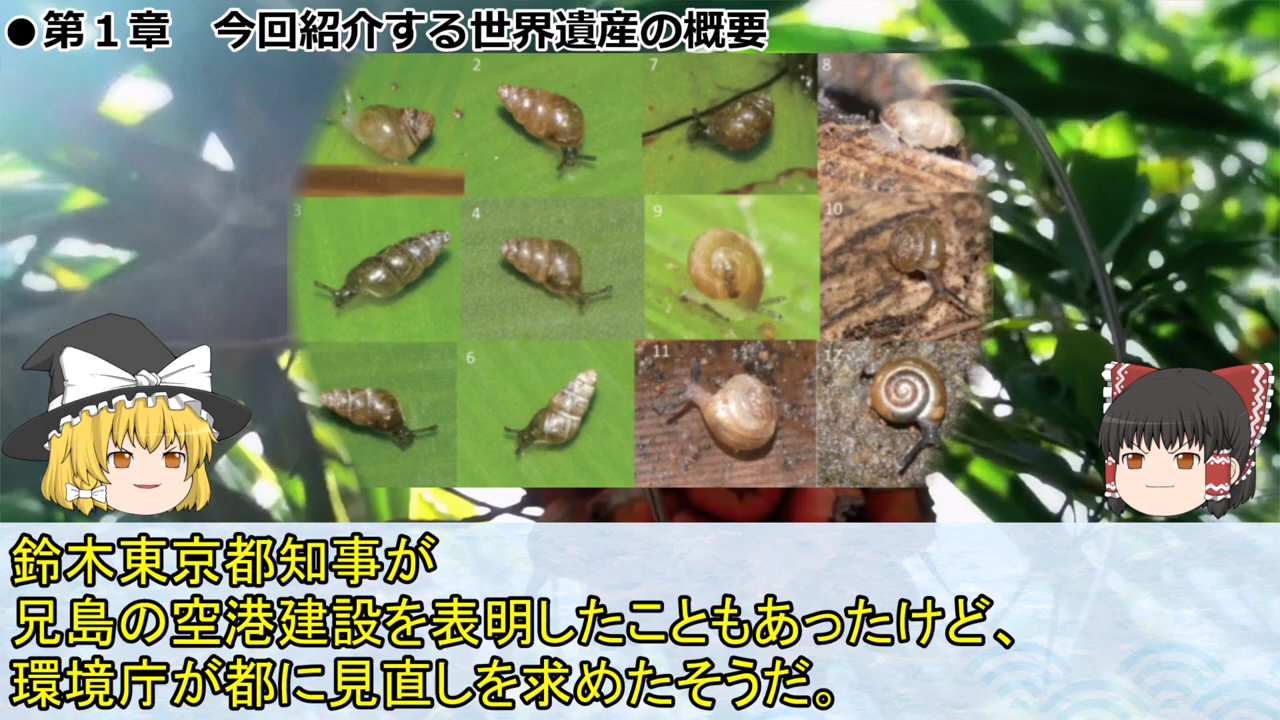 ●第１章　今回紹介する世界遺産の概要
2 7 8
3 4 9 10
6 11 12
鈴木東京都知事が
兄島の空港建設を表明したこともあったけど、
環境庁が都に見直しを求めたそうだ。